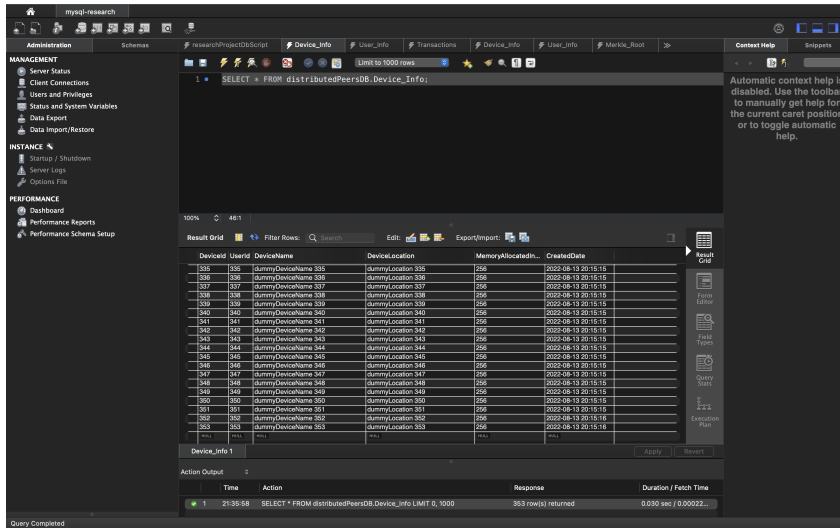 mysql-research
Administration Schemas
researchProjectDbScript Device_Info User_Info Transactions Device_Info User_Info Merkle_Root
Context Help Snippets
MANAGEMENT
Server Status
Client Connections
Users and Privileges
Status and System Variables
Data Export
Data Import/Restore
INSTANCE
Startup / Shutdown
Server Logs
Options File
PERFORMANCE
Dashboard
Performance Reports
Performance Schema Setup
Limit to 1000 rows
1 SELECT * FROM distributedPeersDB.Device_Info;
Automatic context help is
disabled. Use the toolbar
to manually get help for
the current caret position
or to toggle automatic
help.
100% 46:1
Result Grid Filter Rows: Search Edit: Export/Import:
DeviceId UserId DeviceName DeviceLocation MemoryAllocatedIn... CreatedDate
335 335 dummyDeviceName 335 dummyLocation 335 256 2022-08-13 20:15:15
336 336 dummyDeviceName 336 dummyLocation 336 256 2022-08-13 20:15:15
337 337 dummyDeviceName 337 dummyLocation 337 256 2022-08-13 20:15:15
338 338 dummyDeviceName 338 dummyLocation 338 256 2022-08-13 20:15:15
339 339 dummyDeviceName 339 dummyLocation 339 256 2022-08-13 20:15:15
340 340 dummyDeviceName 340 dummyLocation 340 256 2022-08-13 20:15:15
341 341 dummyDeviceName 341 dummyLocation 341 256 2022-08-13 20:15:15
342 342 dummyDeviceName 342 dummyLocation 342 256 2022-08-13 20:15:15
343 343 dummyDeviceName 343 dummyLocation 343 256 2022-08-13 20:15:15
344 344 dummyDeviceName 344 dummyLocation 344 256 2022-08-13 20:15:15
345 345 dummyDeviceName 345 dummyLocation 345 256 2022-08-13 20:15:15
346 346 dummyDeviceName 346 dummyLocation 346 256 2022-08-13 20:15:15
347 347 dummyDeviceName 347 dummyLocation 347 256 2022-08-13 20:15:15
348 348 dummyDeviceName 348 dummyLocation 348 256 2022-08-13 20:15:15
349 349 dummyDeviceName 349 dummyLocation 349 256 2022-08-13 20:15:15
350 350 dummyDeviceName 350 dummyLocation 350 256 2022-08-13 20:15:15
351 351 dummyDeviceName 351 dummyLocation 351 256 2022-08-13 20:15:15
352 352 dummyDeviceName 352 dummyLocation 352 256 2022-08-13 20:15:16
353 353 dummyDeviceName 353 dummyLocation 353 256 2022-08-13 20:15:16
NULL NULL NULL NULL NULL NULL
Result
Grid
Form
Editor
Field
Types
Query
Stats
Execution
Plan
Device_Info 1 Apply Revert
Action Output
Time Action Response Duration / Fetch Time
1 21:35:58 SELECT * FROM distributedPeersDB.Device_Info LIMIT 0, 1000 353 row(s) returned 0.030 sec / 0.00022...
Query Completed